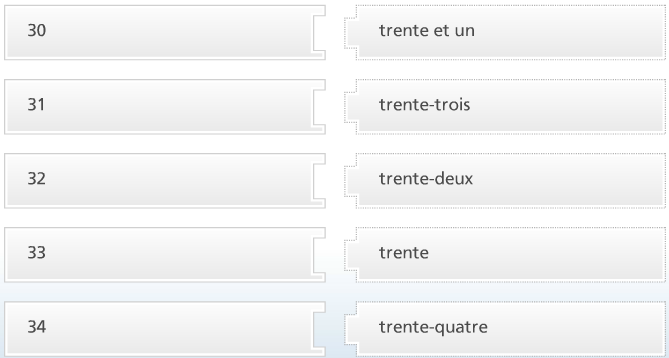 30 trente et un
31 trente-trois
32 trente-deux
33 trente
34 trente-quatre